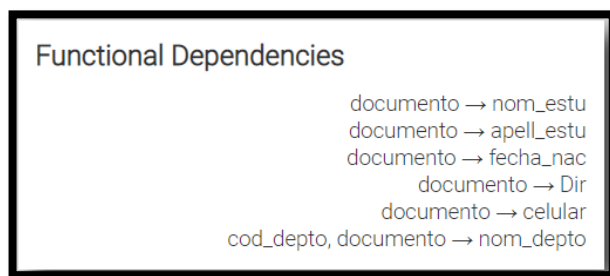 Functional Dependencies
documento → nom_estu
documento → apell_estu
documento → fecha_nac
documento → Dir
documento → celular
cod_depto, documento → nom_depto